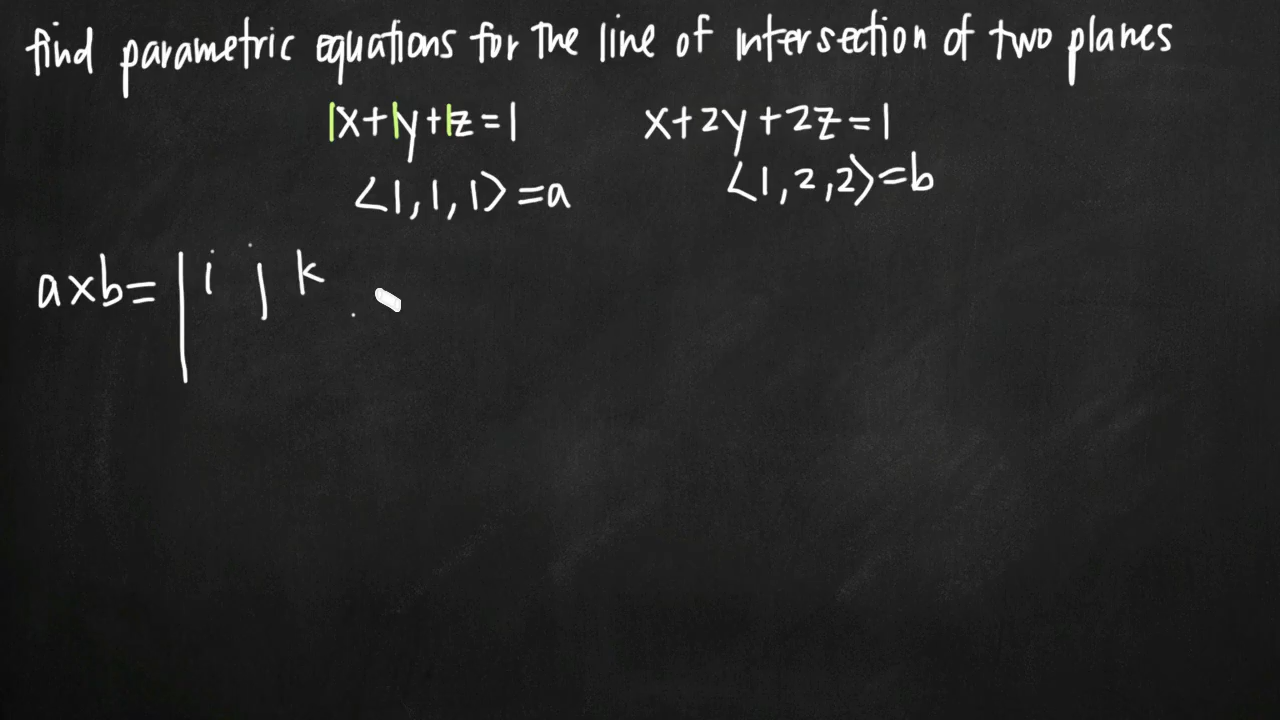 find parametric equations for the line of intersection of two planes
1x+1y+1z=1 x+2y+2z=1
<1,1,1>=a <1,2,2>=b
axb=| i j k